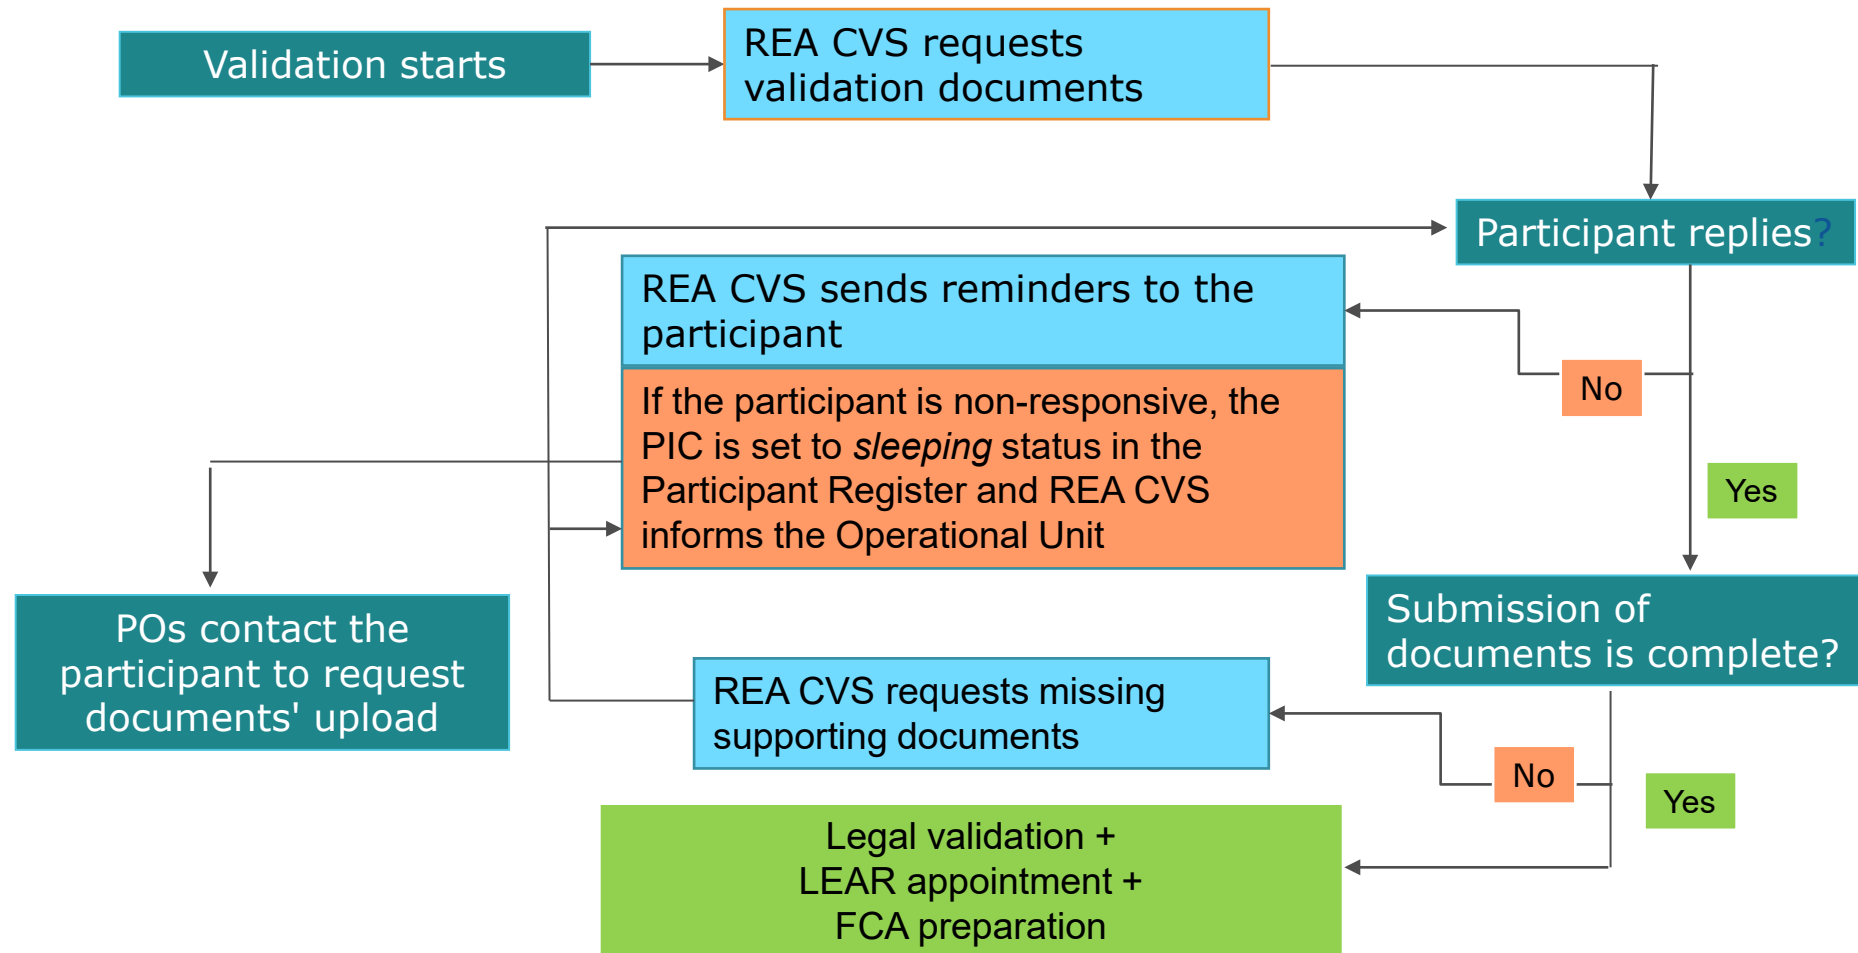 Validation starts
REA CVS requests
validation documents
Participant replies?
REA CVS sends reminders to the
participant
If the participant is non-responsive, the
PIC is set to sleeping status in the
Participant Register and REA CVS
informs the Operational Unit
No
Yes
POs contact the
participant to request
documents' upload
Submission of
documents is complete?
REA CVS requests missing
supporting documents
No
Yes
Legal validation +
LEAR appointment +
FCA preparation